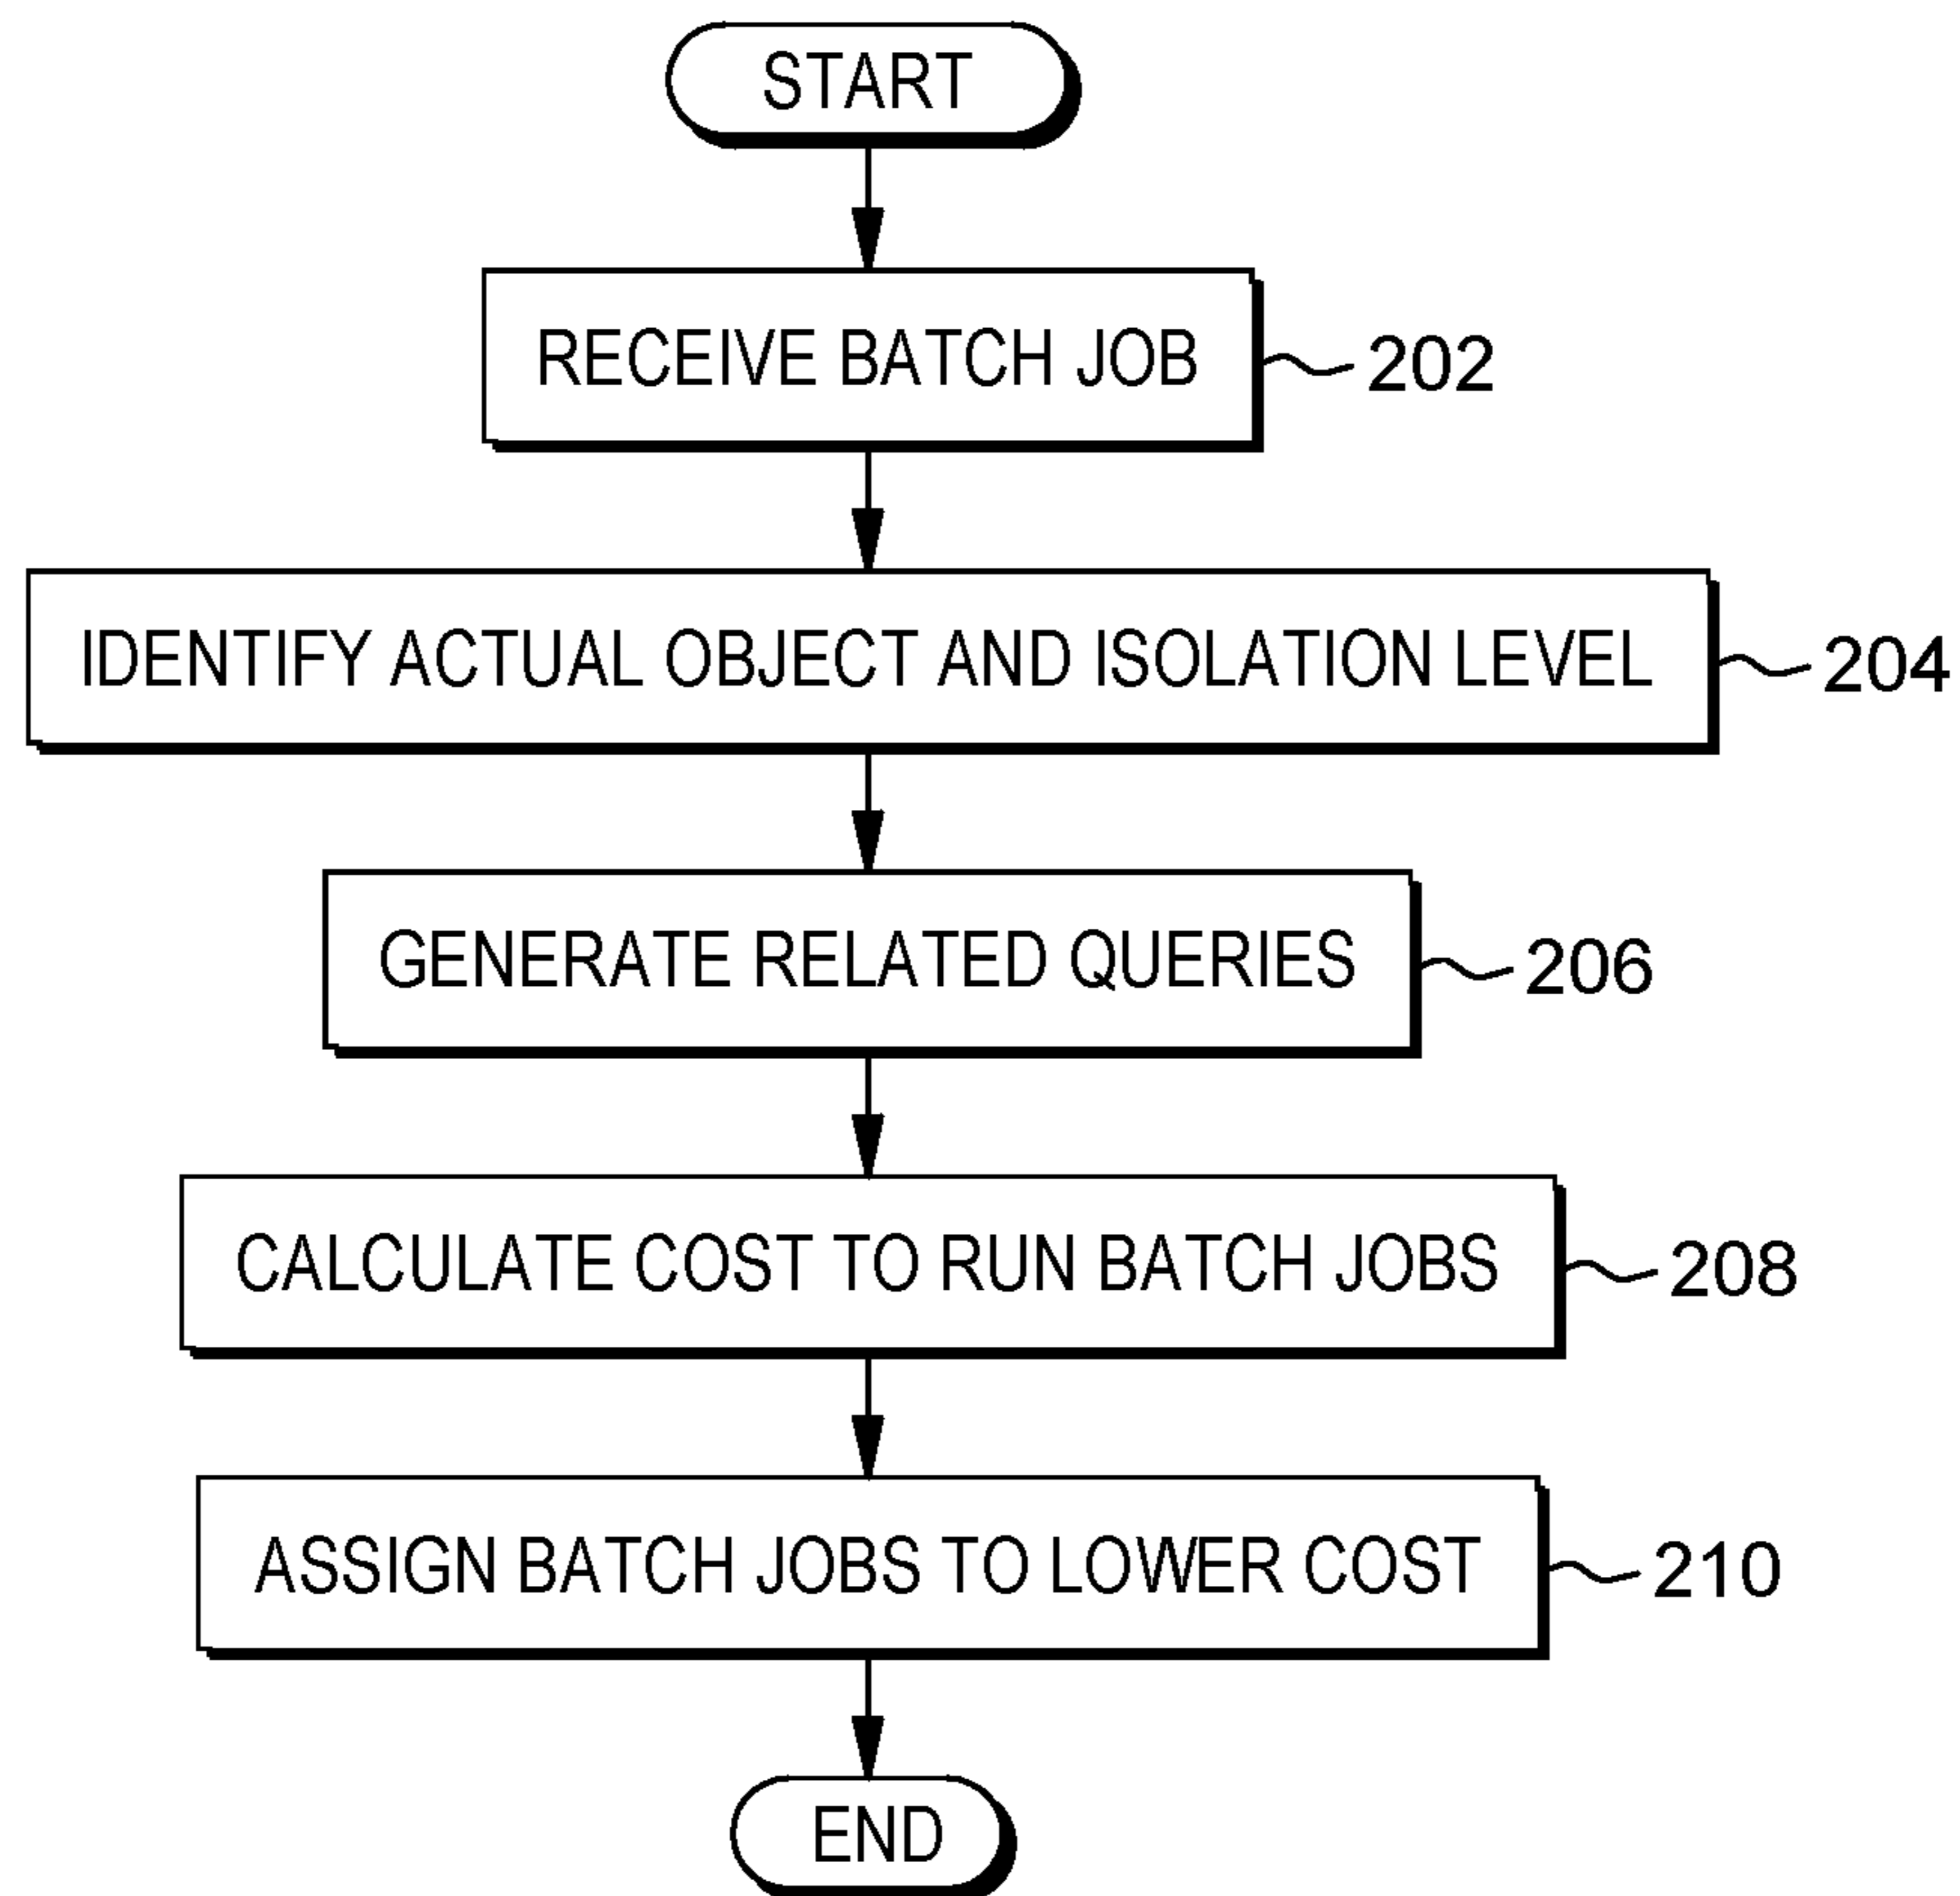 START
RECEIVE BATCH JOB
202
IDENTIFY ACTUAL OBJECT AND ISOLATION LEVEL
204
GENERATE RELATED QUERIES
206
CALCULATE COST TO RUN BATCH JOBS
208
ASSIGN BATCH JOBS TO LOWER COST
210
END